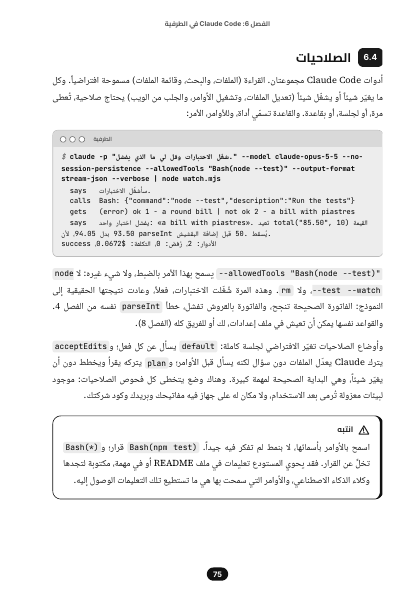 الفصل 6: Claude Code في الطرفية
6.4 الصلاحيات
أدوات Claude Code مجموعتان. القراءة (الملفات، والبحث، وقائمة الملفات) مسموحة افتراضياً. وكل
ما يغيّر شيئاً أو يشغّل شيئاً (تعديل الملفات، وتشغيل الأوامر، والجلب من الويب) يحتاج صلاحية، تُعطى
مرة، أو لجلسة، أو بقاعدة. والقاعدة تسمّي أداة، وللأوامر، الأمر:
الطرفية
$ claude -p "شغّل الاختبارات وقل لي ما الذي يفشل." --model claude-opus-5-5 --no-
session-persistence --allowedTools "Bash(node --test)" --output-format
stream-json --verbose | node watch.mjs
says سأشغّل الاختبارات.
calls Bash: {"command":"node --test","description":"Run the tests"}
gets (error) ok 1 - a round bill | not ok 2 - a bill with piastres
says يفشل اختبار واحد: «a bill with piastres». تعيد total("85.50", 10) القيمة
93.50 بدل 94.05، لأن parseInt يُسقط .50 قبل إضافة البقشيش.
success الأدوار: 2، رفض: 0، التكلفة: $0.0672
--allowedTools "Bash(node --test)" يسمح بهذا الأمر بالضبط، ولا شيء غيره: لا node
--test --watch، ولا rm. وهذه المرة شُغّلت الاختبارات، فعلاً، وعادت نتيجتها الحقيقية إلى
النموذج: الفاتورة الصحيحة تنجح، والفاتورة بالقروش تفشل، خطأ parseInt نفسه من الفصل 4.
والقواعد نفسها يمكن أن تعيش في ملف إعدادات، لك أو للفريق كله (الفصل 8).
وأوضاع الصلاحيات تغيّر الافتراضي لجلسة كاملة: default يسأل عن كل فعل؛ وacceptEdits
يترك Claude يعدّل الملفات دون سؤال لكنه يسأل قبل الأوامر؛ وplan يتركه يقرأ ويخطط دون أن
يغيّر شيئاً، وهي البداية الصحيحة لمهمة كبيرة. وهناك وضع يتخطى كل فحوص الصلاحيات: موجود
لبيئات معزولة تُرمى بعد الاستخدام، ولا مكان له على جهاز فيه مفاتيحك وبريدك وكود شركتك.
انتبه
اسمح بالأوامر بأسمائها، لا بنمط لم تفكر فيه جيداً. Bash(npm test) قرار؛ وBash(*)
تخلٍّ عن القرار. فقد يحوي المستودع تعليمات في ملف README أو في مهمة، مكتوبة لتجدها
وكلاء الذكاء الاصطناعي، والأوامر التي سمحت بها هي ما تستطيع تلك التعليمات الوصول إليه.
75